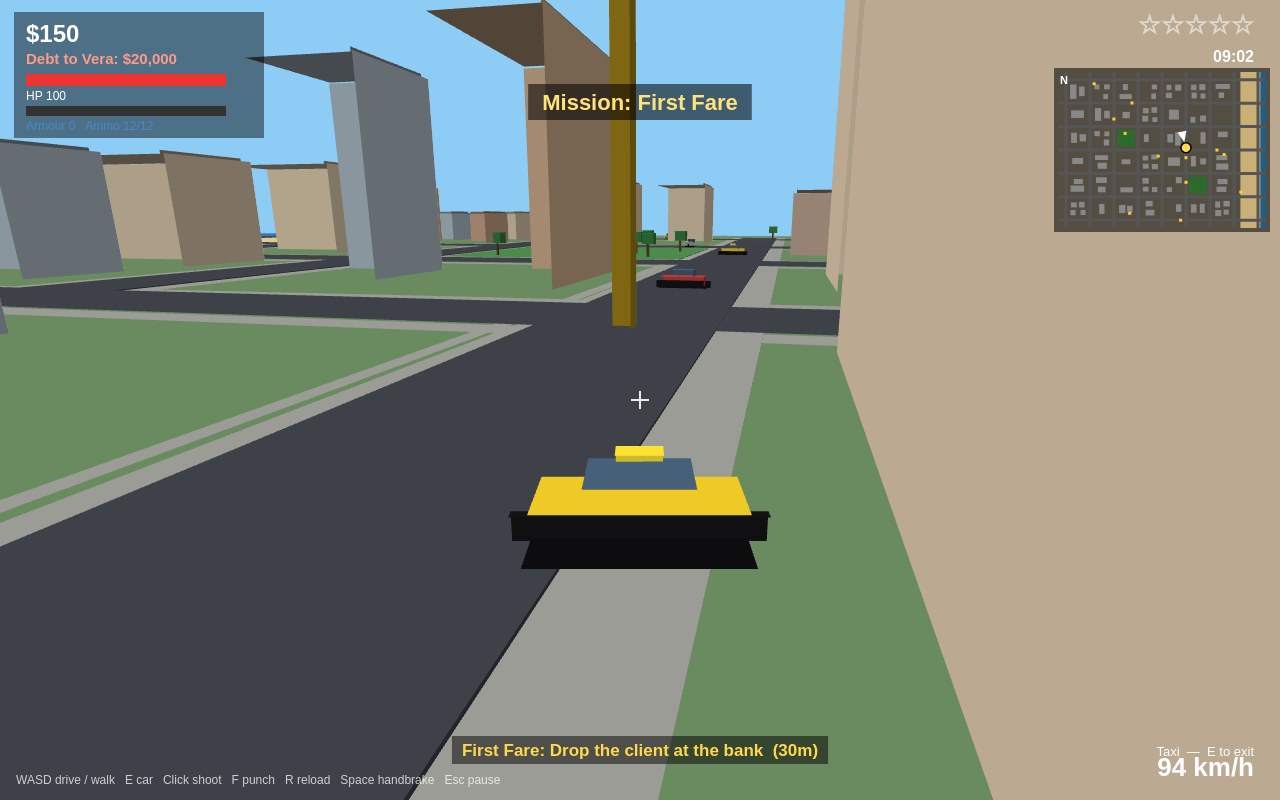 $150
Debt to Vera: $20,000
HP 100
Armour 0 Ammo 12/12
Mission: First Fare
09:02
N
First Fare: Drop the client at the bank (30m)
Taxi — E to exit
94 km/h
WASD drive / walk E car Click shoot F punch R reload Space handbrake Esc pause